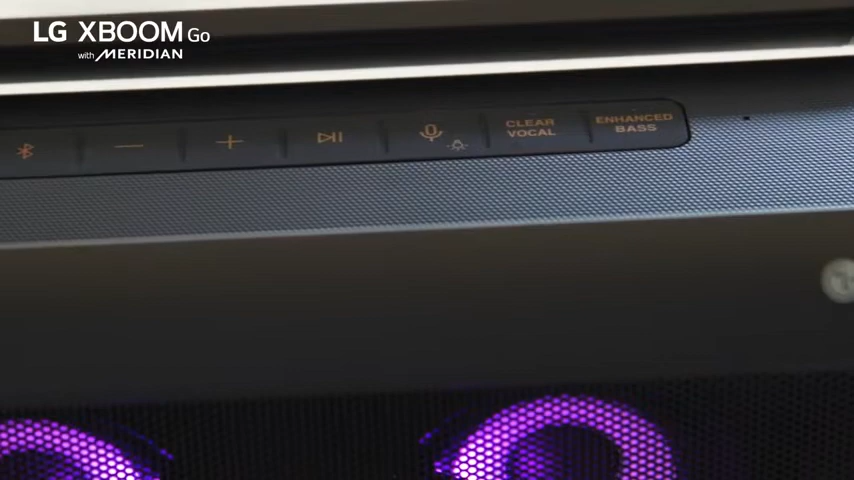 LG XBOOM Go
with MERIDIAN
CLEAR
VOCAL
ENHANCED
BASS